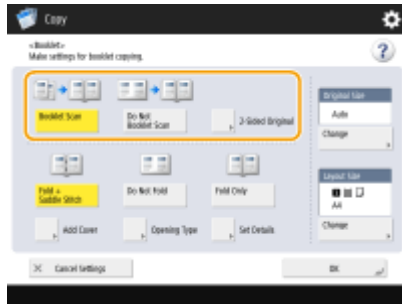 Copy
<Booklet>
Make settings for booklet copying.
?
Booklet Scan
Do Not
Booklet Scan
2-Sided Original
Original Size
Auto
Change
Fold +
Saddle Stitch
Do Not Fold
Fold Only
Layout Size
A4
Change
Add Cover
Opening Type
Set Details
Cancel Settings
OK